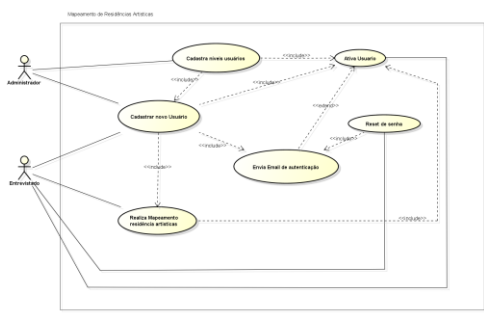 Mapeamento de Residências Artísticas
Cadastra níveis usuários
<<include>>
Ativa Usuario
<<include>>
<<include>>
Administrador
Cadastrar novo Usuário
<<extend>>
Reset de senha
<<include>>
<<include>>
Envia Email de autenticação
<<include>>
Entrevistado
Realiza Mapeamento
residência artísticas
<<include>>